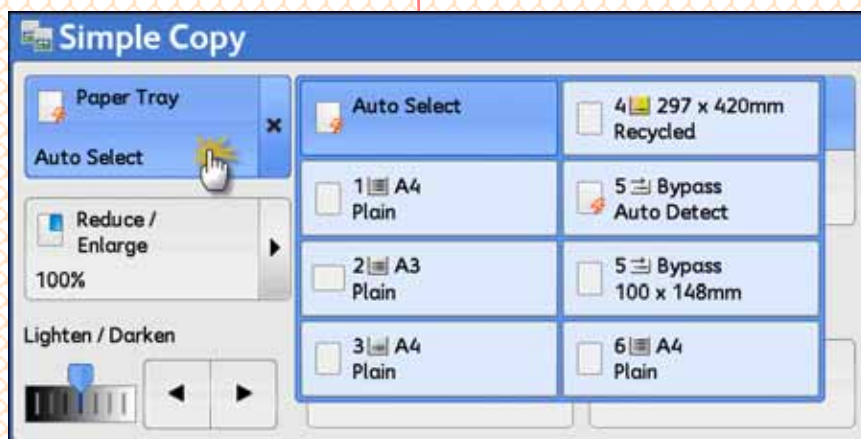 Simple Copy
Paper Tray
Auto Select
Reduce /
Enlarge
100%
Lighten / Darken
Auto Select
1 A4
Plain
2 A3
Plain
3 A4
Plain
4 297 x 420mm
Recycled
5 Bypass
Auto Detect
5 Bypass
100 x 148mm
6 A4
Plain